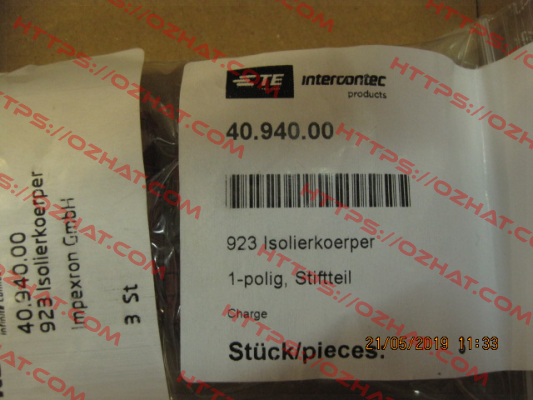 TE intercontec
products
40.940.00
923 Isolierkoerper
1-polig, Stiftteil
Charge
Stück/pieces:
40.940.00
923 Isolierkoerper
Impexron GmbH
3 St
21/05/2019 11:33
HTTPS://OZHAT.COM